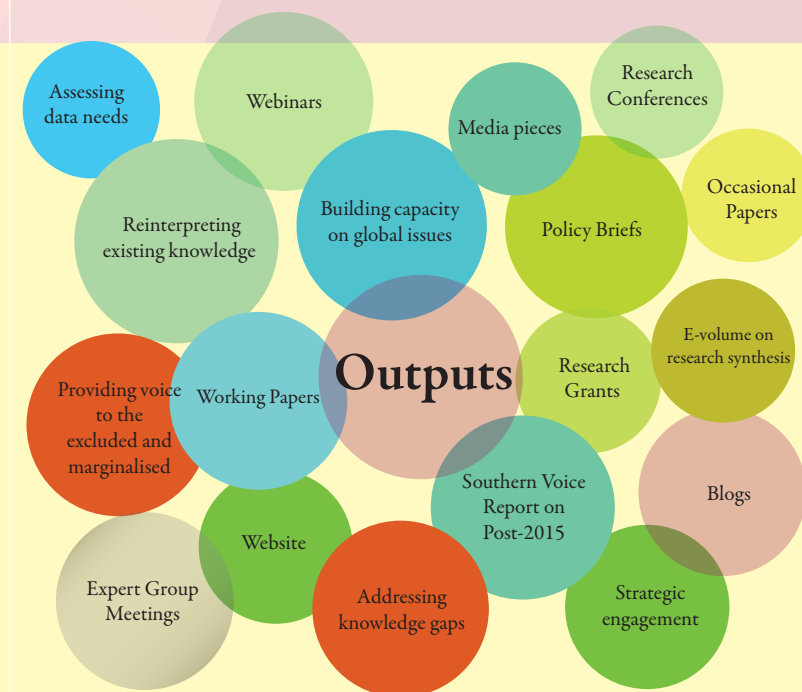 Assessing
data needs
Webinars
Media pieces
Research
Conferences
Reinterpreting
existing knowledge
Building capacity
on global issues
Policy Briefs
Occasional
Papers
Providing voice
to the
excluded and
marginalised
Working Papers
Outputs
Research
Grants
E-volume on
research synthesis
Expert Group
Meetings
Website
Addressing
knowledge gaps
Southern Voice
Report on
Post-2015
Strategic
engagement
Blogs